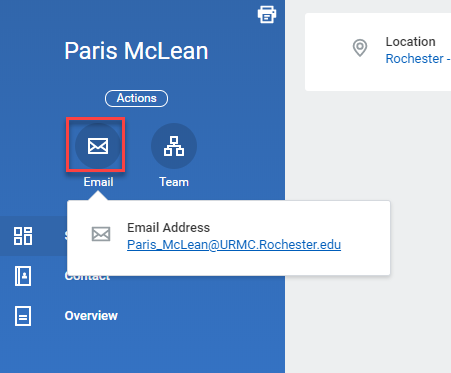 Paris McLean
Actions
Email
Team
Location
Rochester -
Email Address
Paris_McLean@URMC.Rochester.edu
Contact
Overview